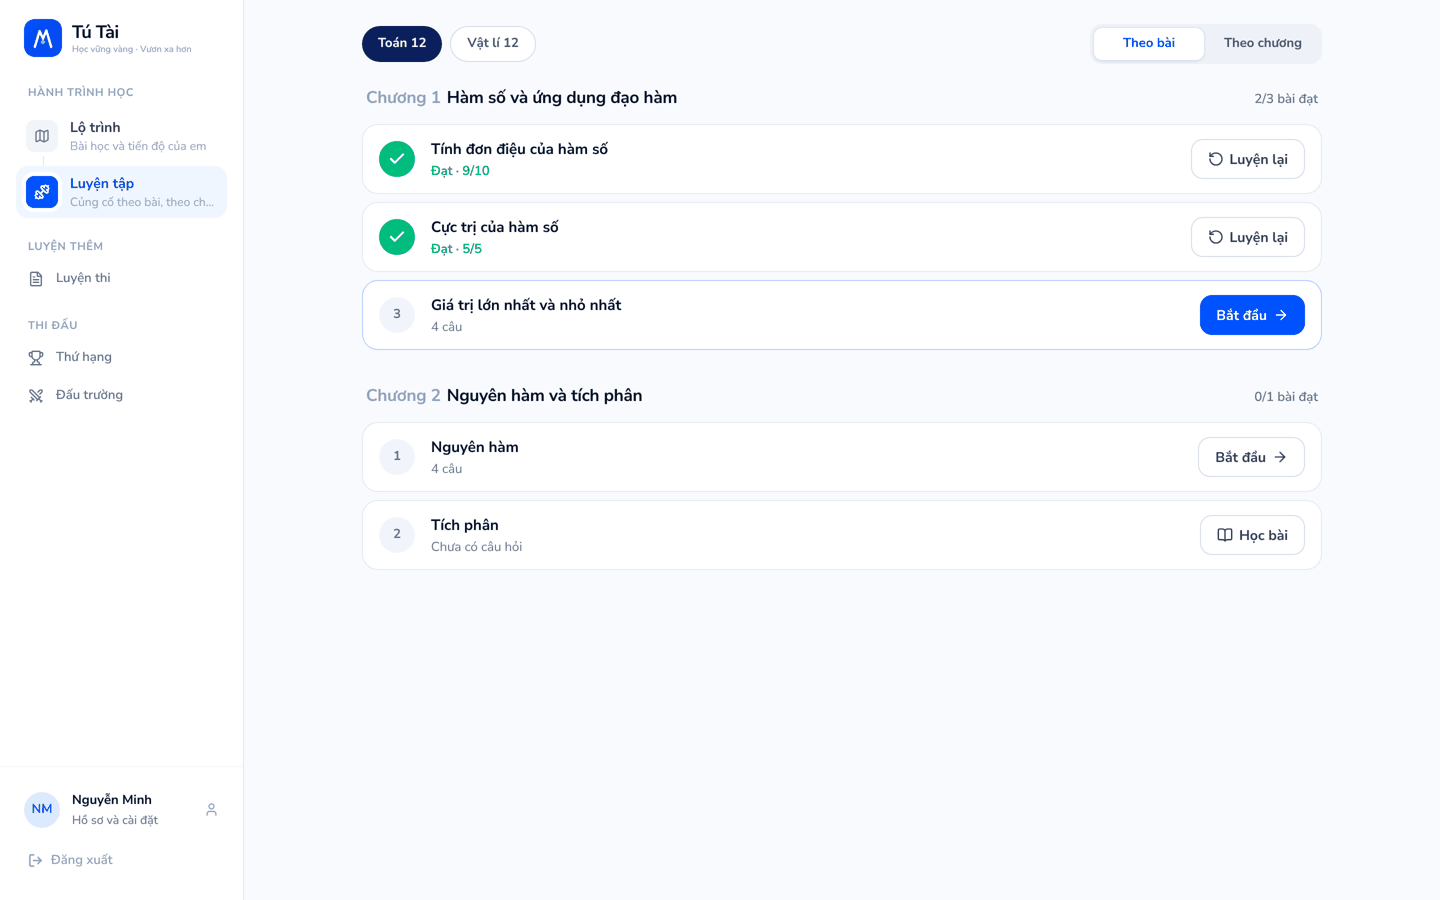 Tú Tài
Học vững vàng · Vươn xa hơn
HÀNH TRÌNH HỌC
Lộ trình
Bài học và tiến độ của em
Luyện tập
Củng cố theo bài, theo ch...
LUYỆN THÊM
Luyện thi
THI ĐẤU
Thứ hạng
Đấu trường
NM
Nguyễn Minh
Hồ sơ và cài đặt
Đăng xuất
Toán 12
Vật lí 12
Theo bài
Theo chương
Chương 1 Hàm số và ứng dụng đạo hàm
2/3 bài đạt
Tính đơn điệu của hàm số
Đạt · 9/10
Luyện lại
Cực trị của hàm số
Đạt · 5/5
Luyện lại
3
Giá trị lớn nhất và nhỏ nhất
4 câu
Bắt đầu
Chương 2 Nguyên hàm và tích phân
0/1 bài đạt
1
Nguyên hàm
4 câu
Bắt đầu
2
Tích phân
Chưa có câu hỏi
Học bài